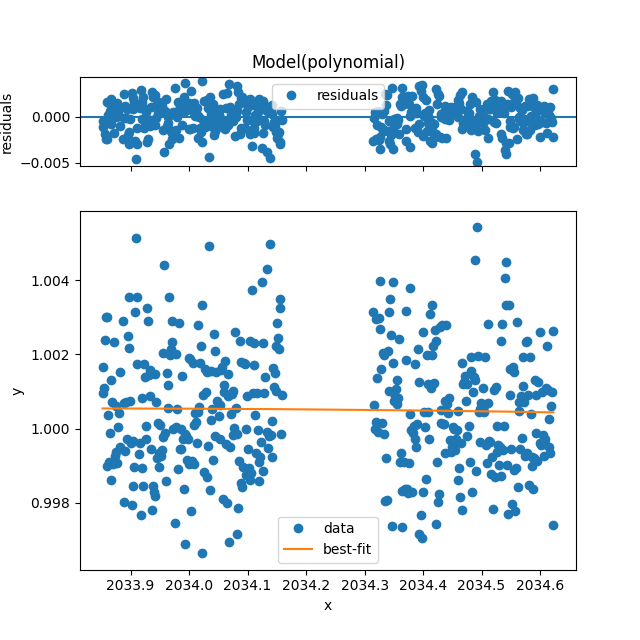 Model(polynomial)
residuals
0.000
−0.005
residuals
1.004
1.002
1.000
0.998
y
data
best-fit
2033.9 2034.0 2034.1 2034.2 2034.3 2034.4 2034.5 2034.6
x